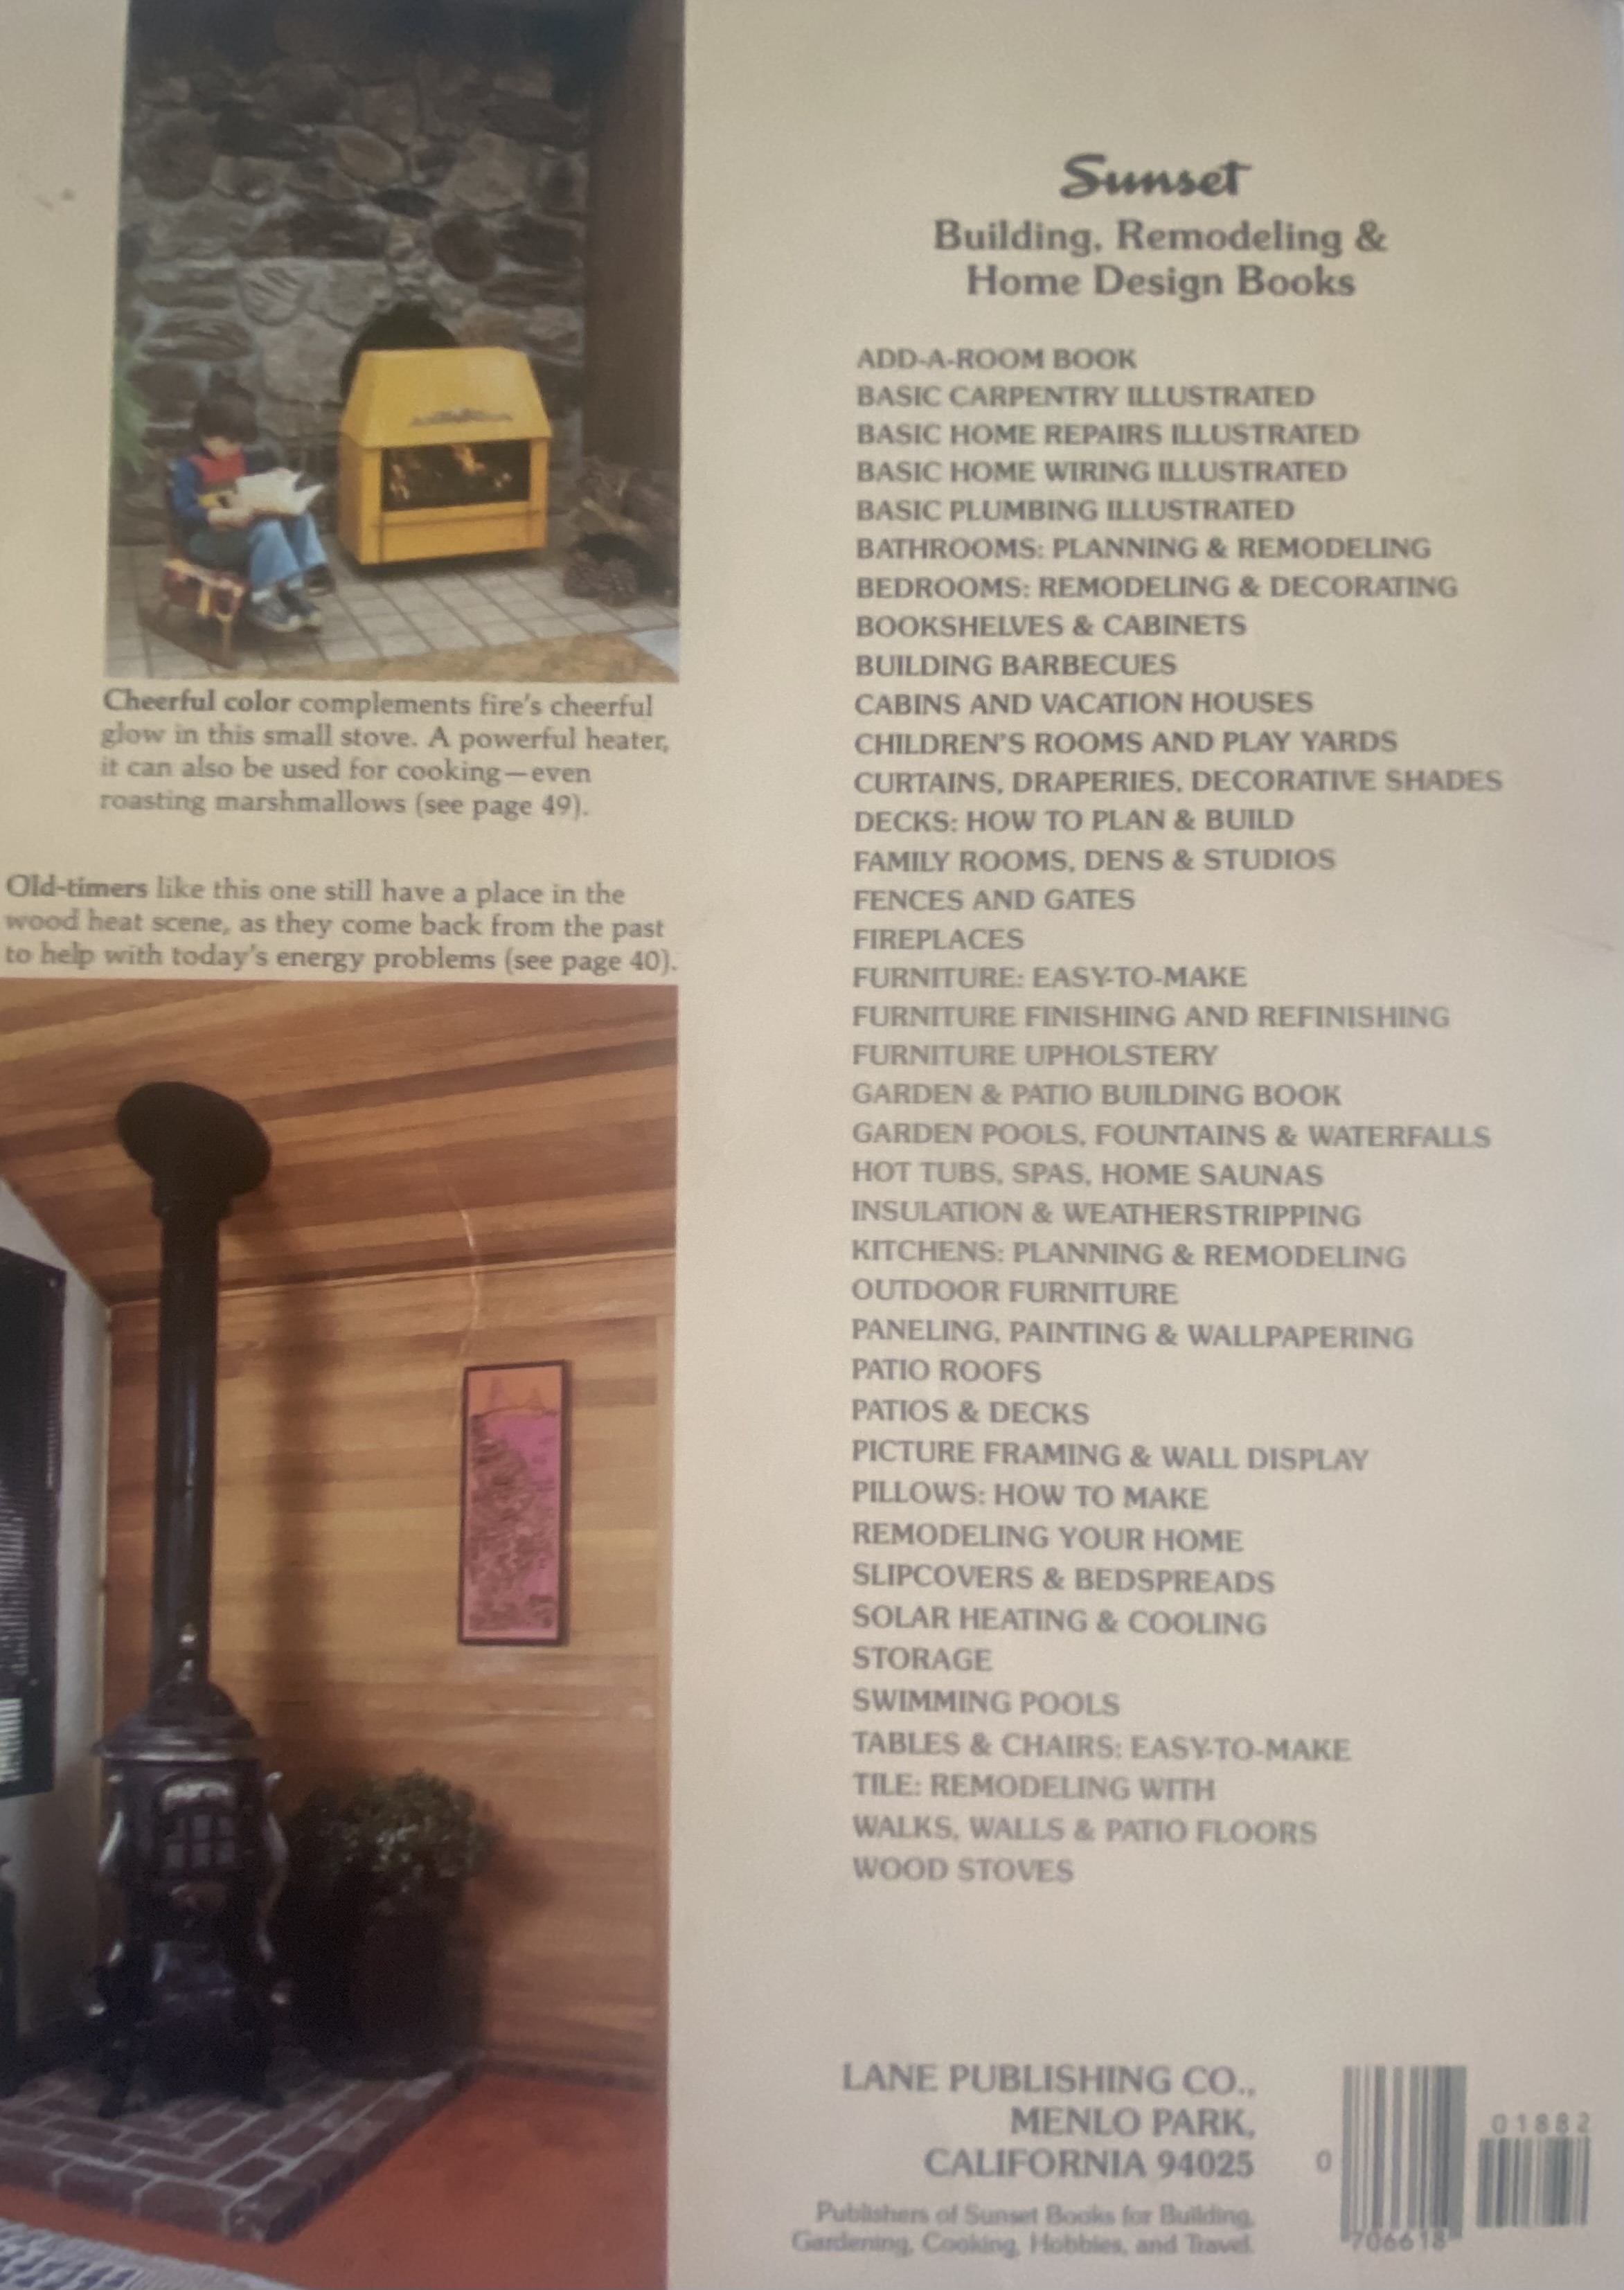 Cheerful color complements fire's cheerful
glow in this small stove. A powerful heater,
it can also be used for cooking—even
roasting marshmallows (see page 49).
Old-timers like this one still have a place in the
wood heat scene, as they come back from the past
to help with today's energy problems (see page 40).
Sunset
Building, Remodeling &
Home Design Books
ADD-A-ROOM BOOK
BASIC CARPENTRY ILLUSTRATED
BASIC HOME REPAIRS ILLUSTRATED
BASIC HOME WIRING ILLUSTRATED
BASIC PLUMBING ILLUSTRATED
BATHROOMS: PLANNING & REMODELING
BEDROOMS: REMODELING & DECORATING
BOOKSHELVES & CABINETS
BUILDING BARBECUES
CABINS AND VACATION HOUSES
CHILDREN'S ROOMS AND PLAY YARDS
CURTAINS, DRAPERIES, DECORATIVE SHADES
DECKS: HOW TO PLAN & BUILD
FAMILY ROOMS, DENS & STUDIOS
FENCES AND GATES
FIREPLACES
FURNITURE: EASY-TO-MAKE
FURNITURE FINISHING AND REFINISHING
FURNITURE UPHOLSTERY
GARDEN & PATIO BUILDING BOOK
GARDEN POOLS, FOUNTAINS & WATERFALLS
HOT TUBS, SPAS, HOME SAUNAS
INSULATION & WEATHERSTRIPPING
KITCHENS: PLANNING & REMODELING
OUTDOOR FURNITURE
PANELING, PAINTING & WALLPAPERING
PATIO ROOFS
PATIOS & DECKS
PICTURE FRAMING & WALL DISPLAY
PILLOWS: HOW TO MAKE
REMODELING YOUR HOME
SLIPCOVERS & BEDSPREADS
SOLAR HEATING & COOLING
STORAGE
SWIMMING POOLS
TABLES & CHAIRS: EASY-TO-MAKE
TILE: REMODELING WITH
WALKS, WALLS & PATIO FLOORS
WOOD STOVES
LANE PUBLISHING CO.,
MENLO PARK,
CALIFORNIA 94025
Publishers of Sunset Books for Building,
Gardening, Cooking, Hobbies, and Travel.
01882
0
706618